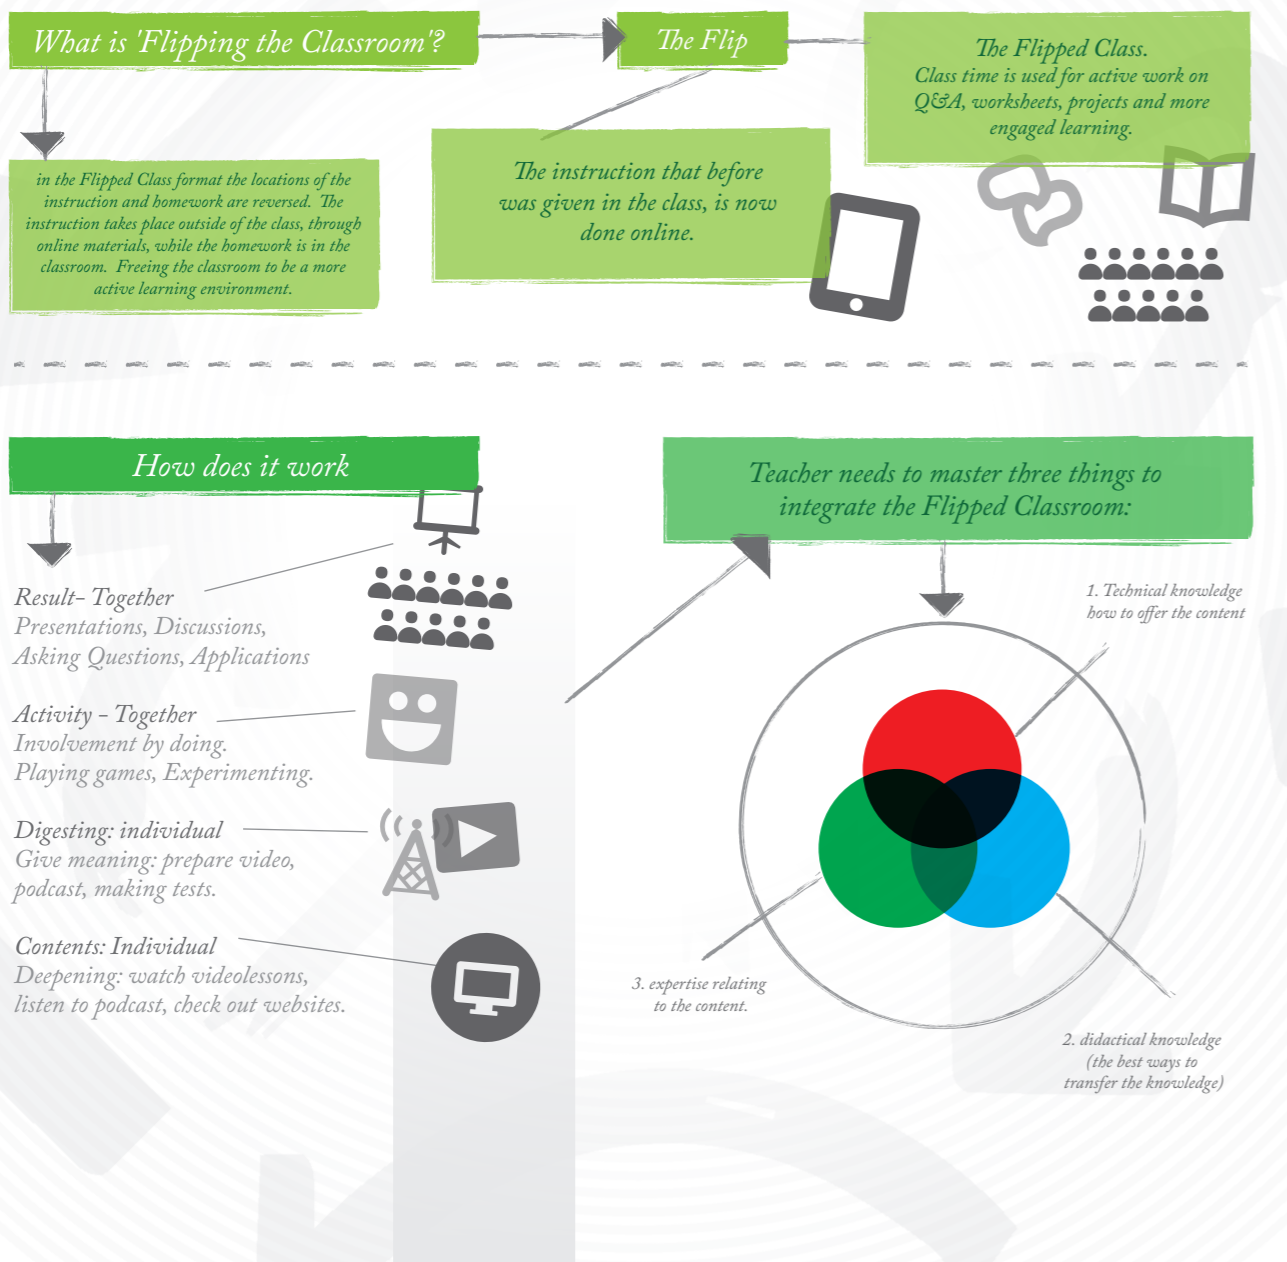 What is 'Flipping the Classroom'?
The Flip
The Flipped Class.
Class time is used for active work on
Q&A, worksheets, projects and more
engaged learning.
The instruction that before
was given in the class, is now
done online.
in the Flipped Class format the locations of the
instruction and homework are reversed. The
instruction takes place outside of the class, through
online materials, while the homework is in the
classroom. Freeing the classroom to be a more
active learning environment.
How does it work
Result- Together
Presentations, Discussions,
Asking Questions, Applications
Activity - Together
Involvement by doing.
Playing games, Experimenting.
Digesting: individual
Give meaning: prepare video,
podcast, making tests.
Contents: Individual
Deepening: watch videolessons,
listen to podcast, check out websites.
Teacher needs to master three things to
integrate the Flipped Classroom:
1. Technical knowledge
how to offer the content
3. expertise relating
to the content.
2. didactical knowledge
(the best ways to
transfer the knowledge)